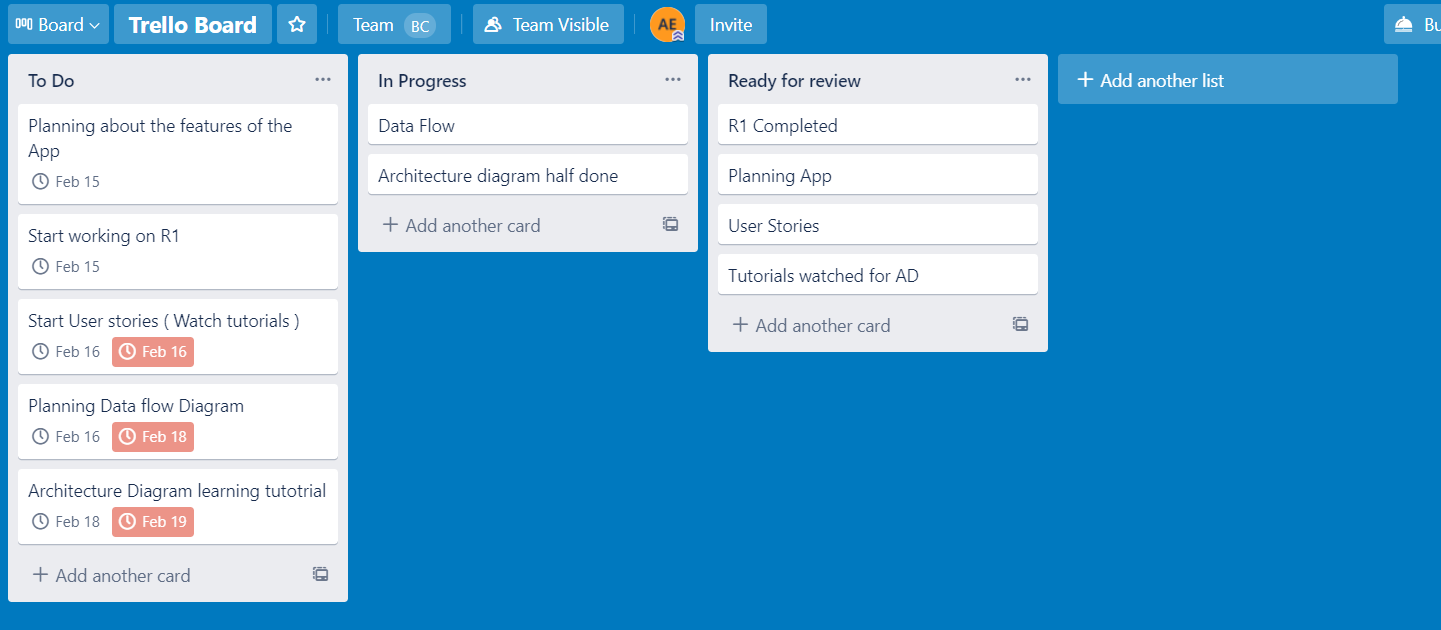 Board
Trello Board
Team BC
Team Visible
AE
Invite
To Do
Planning about the features of the
App
Feb 15
Start working on R1
Feb 15
Start User stories ( Watch tutorials )
Feb 16 Feb 16
Planning Data flow Diagram
Feb 16 Feb 18
Architecture Diagram learning tutotrial
Feb 18 Feb 19
+ Add another card
In Progress
Data Flow
Architecture diagram half done
+ Add another card
Ready for review
R1 Completed
Planning App
User Stories
Tutorials watched for AD
+ Add another card
+ Add another list